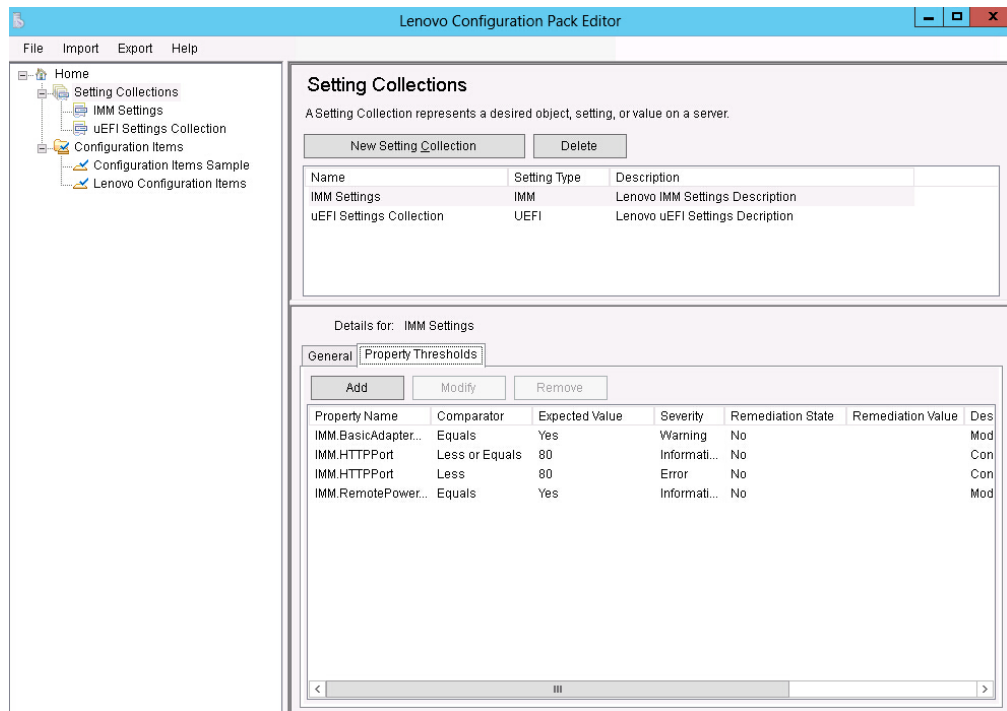 Lenovo Configuration Pack Editor
File Import Export Help
Home
Setting Collections
IMM Settings
uEFI Settings Collection
Configuration Items
Configuration Items Sample
Lenovo Configuration Items
Setting Collections
A Setting Collection represents a desired object, setting, or value on a server.
New Setting Collection Delete
Name Setting Type Description
IMM Settings IMM Lenovo IMM Settings Description
uEFI Settings Collection UEFI Lenovo uEFI Settings Decription
Details for: IMM Settings
General Property Thresholds
Add Modify Remove
Property Name Comparator Expected Value Severity Remediation State Remediation Value Des
IMM.BasicAdapter... Equals Yes Warning No Mod
IMM.HTTPPort Less or Equals 80 Informati... No Con
IMM.HTTPPort Less 80 Error No Con
IMM.RemotePower... Equals Yes Informati... No Mod